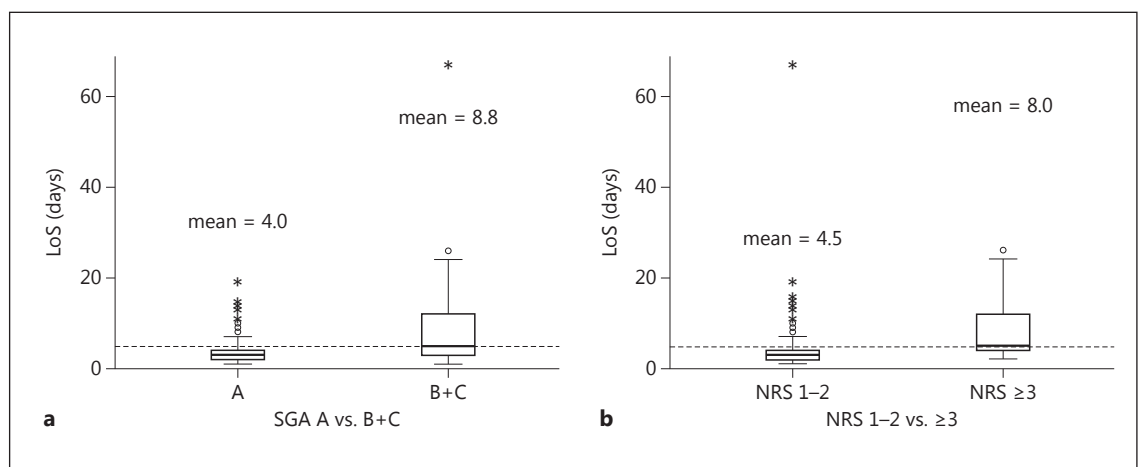 60
40
20
0
LoS (days)
*
mean = 8.8
mean = 4.0
A
B+C
a
SGA A vs. B+C
60
40
20
0
LoS (days)
*
mean = 8.0
mean = 4.5
NRS 1–2
NRS ≥3
b
NRS 1–2 vs. ≥3